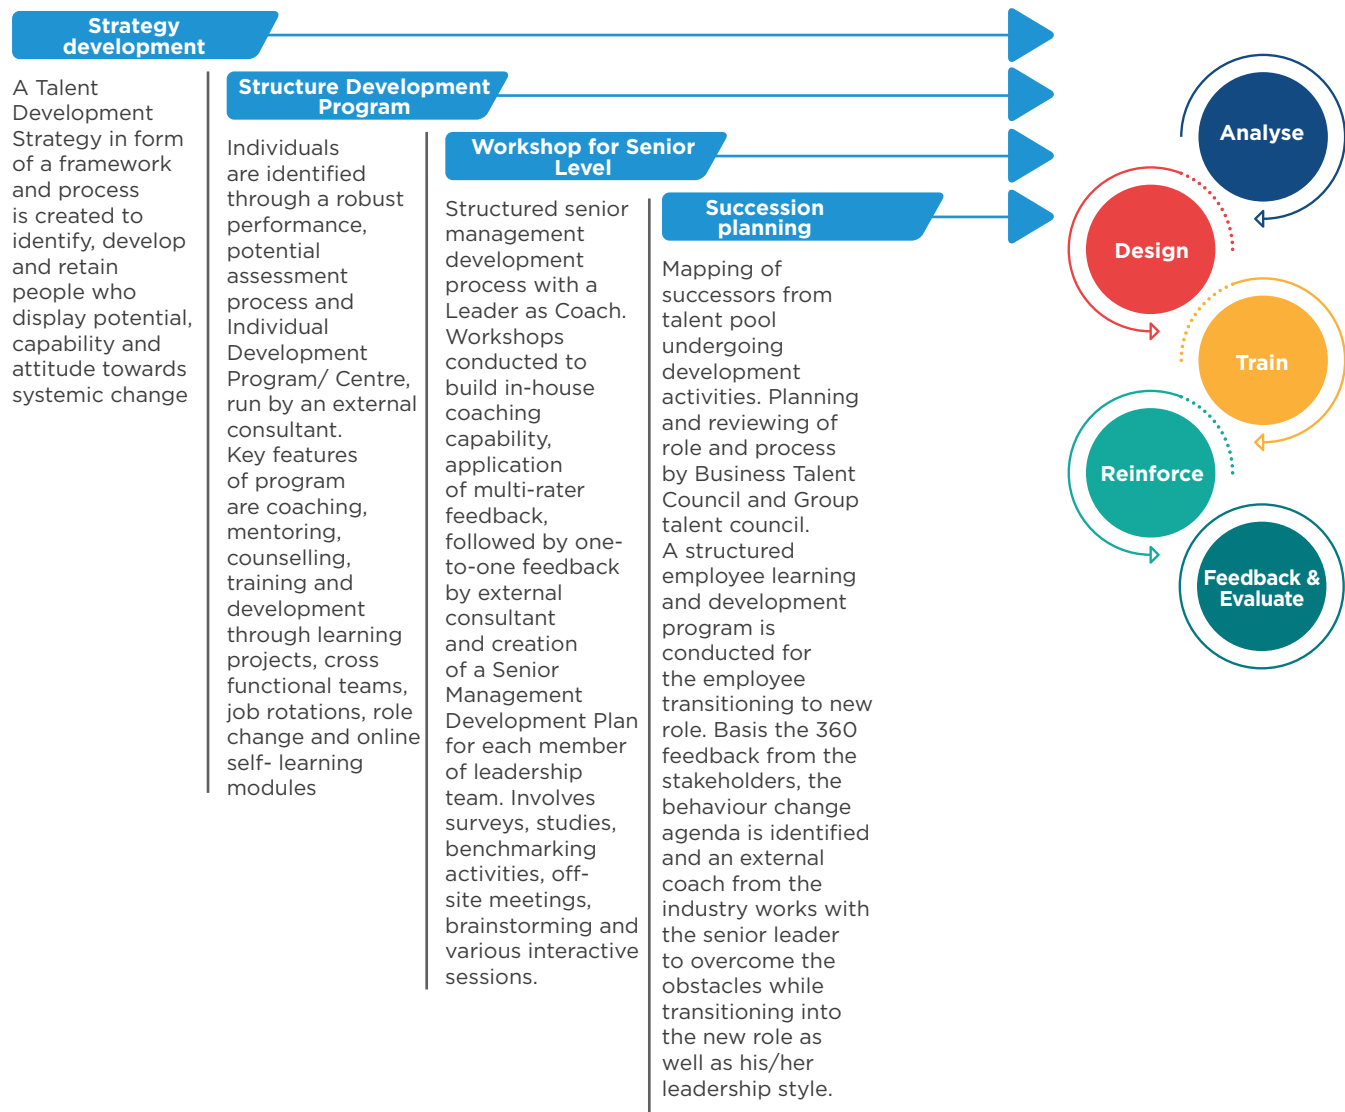 Strategy
development
A Talent
Development
Strategy in form
of a framework
and process
is created to
identify, develop
and retain
people who
display potential,
capability and
attitude towards
systemic change
Structure Development
Program
Individuals
are identified
through a robust
performance,
potential
assessment
process and
Individual
Development
Program/ Centre,
run by an external
consultant.
Key features
of program
are coaching,
mentoring,
counselling,
training and
development
through learning
projects, cross
functional teams,
job rotations, role
change and online
self- learning
modules
Workshop for Senior
Level
Structured senior
management
development
process with a
Leader as Coach.
Workshops
conducted to
build in-house
coaching
capability,
application
of multi-rater
feedback,
followed by one-
to-one feedback
by external
consultant
and creation
of a Senior
Management
Development Plan
for each member
of leadership
team. Involves
surveys, studies,
benchmarking
activities, off-
site meetings,
brainstorming and
various interactive
sessions.
Succession
planning
Mapping of
successors from
talent pool
undergoing
development
activities. Planning
and reviewing of
role and process
by Business Talent
Council and Group
talent council.
A structured
employee learning
and development
program is
conducted for
the employee
transitioning to new
role. Basis the 360
feedback from the
stakeholders, the
behaviour change
agenda is identified
and an external
coach from the
industry works with
the senior leader
to overcome the
obstacles while
transitioning into
the new role as
well as his/her
leadership style.
Analyse
Design
Train
Reinforce
Feedback &
Evaluate